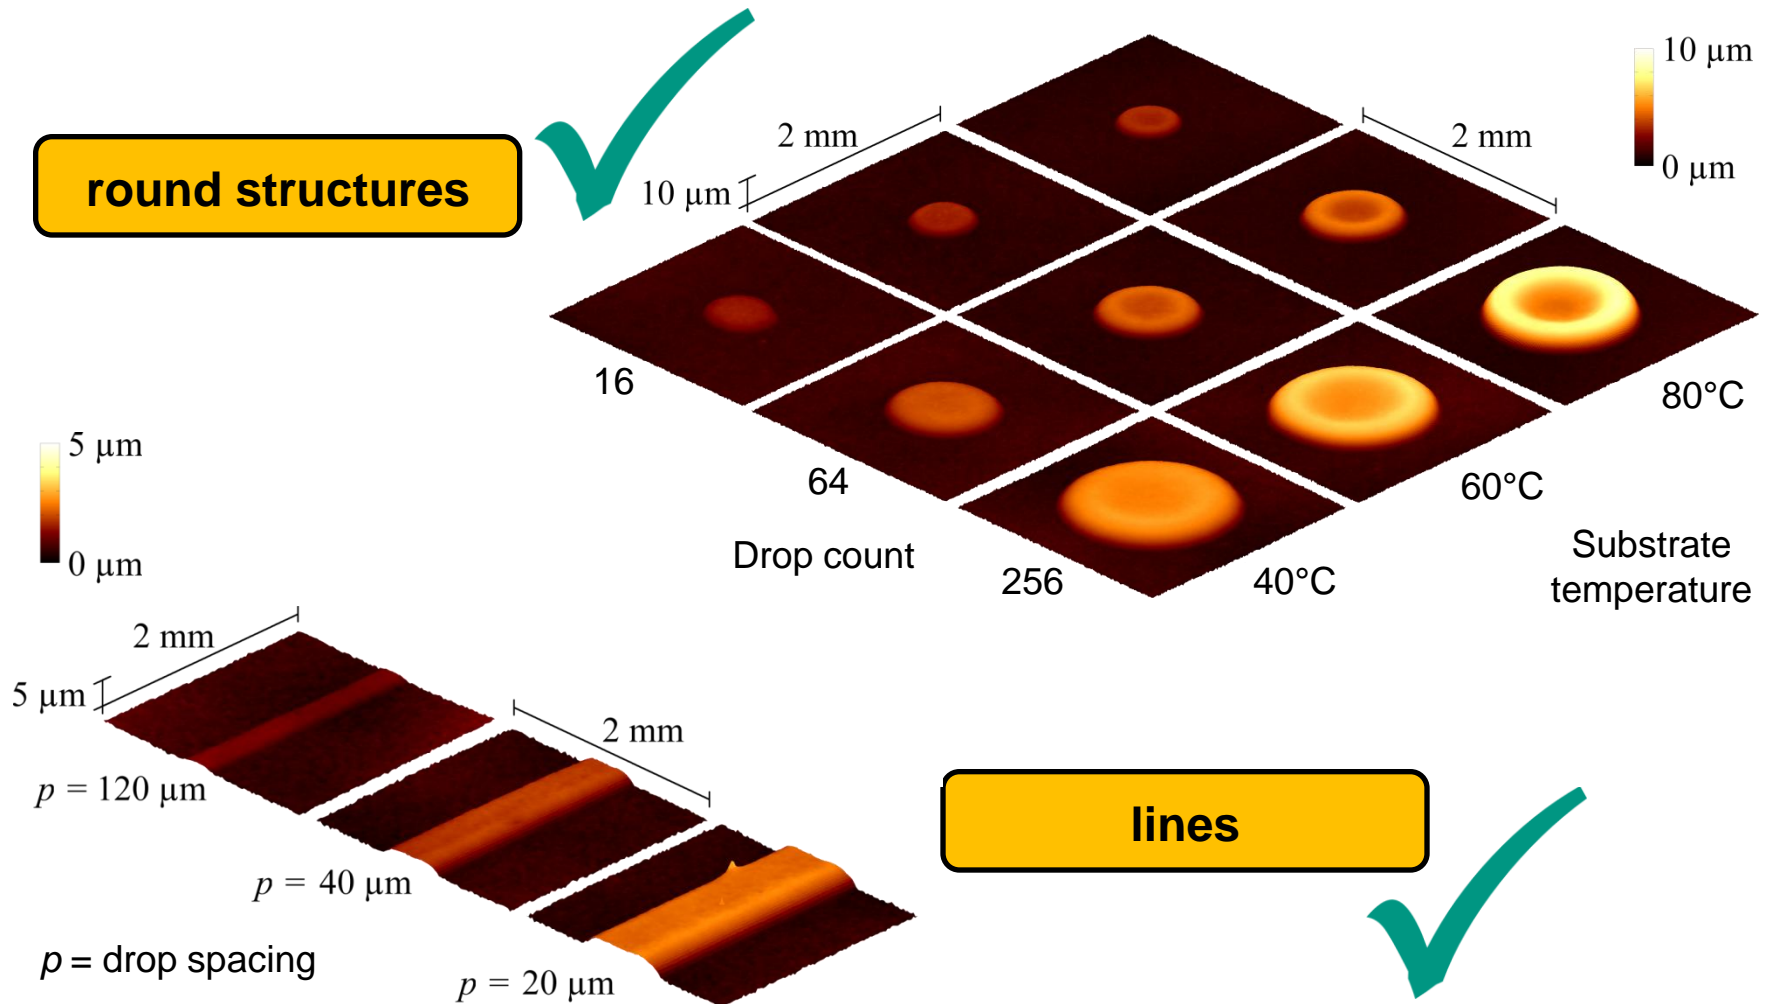 round structures
2 mm
10 µm
2 mm
10 µm
0 µm
16
64
256
Drop count
40°C
60°C
80°C
Substrate
temperature
5 µm
0 µm
2 mm
5 µm
2 mm
p = 120 µm
p = 40 µm
p = 20 µm
p = drop spacing
lines